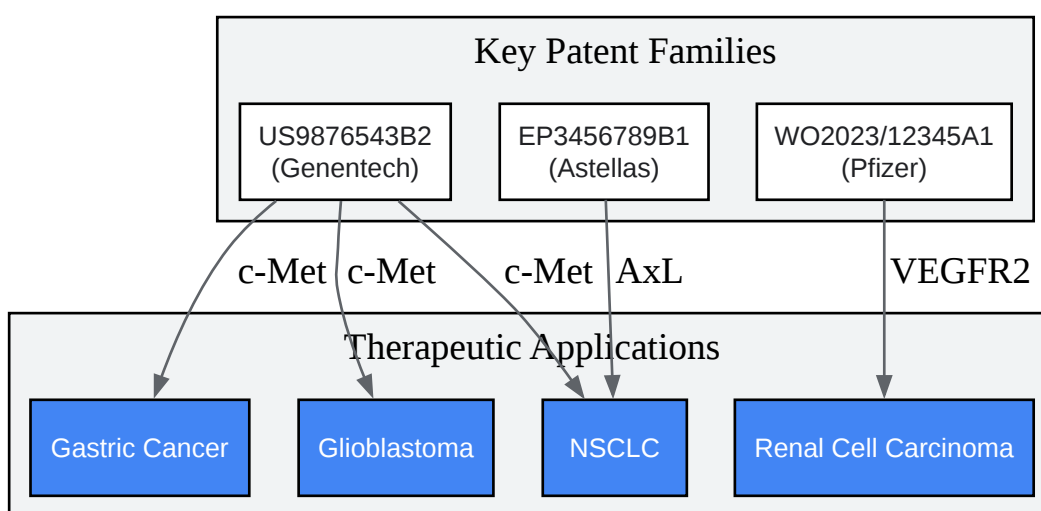 Key Patent Families
US9876543B2
(Genentech)
EP3456789B1
(Astellas)
WO2023/12345A1
(Pfizer)
c-Met
c-Met
c-Met
AxL
VEGFR2
Therapeutic Applications
Gastric Cancer
Glioblastoma
NSCLC
Renal Cell Carcinoma